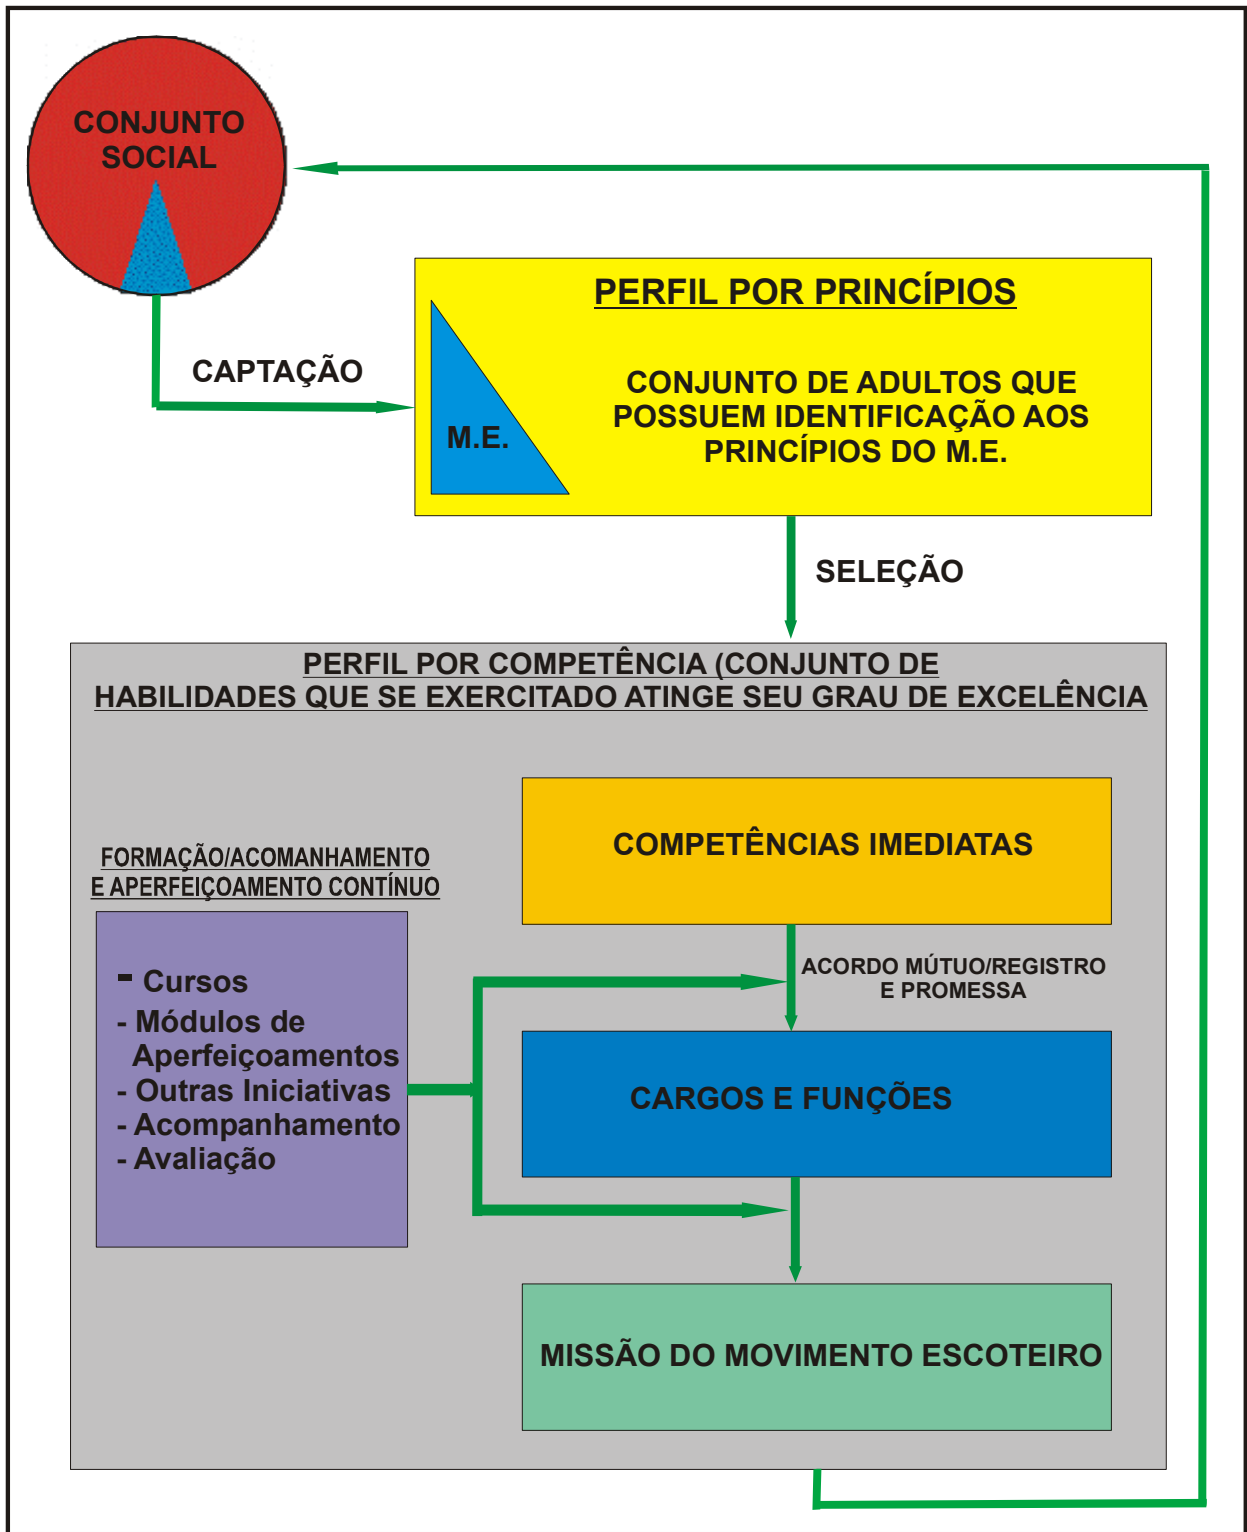 CONJUNTO
SOCIAL
CAPTAÇÃO
PERFIL POR PRINCÍPIOS
M.E.
CONJUNTO DE ADULTOS QUE
POSSUEM IDENTIFICAÇÃO AOS
PRINCÍPIOS DO M.E.
SELEÇÃO
PERFIL POR COMPETÊNCIA (CONJUNTO DE
HABILIDADES QUE SE EXERCITADO ATINGE SEU GRAU DE EXCELÊNCIA
COMPETÊNCIAS IMEDIATAS
FORMAÇÃO/ACOMANHAMENTO
E APERFEIÇOAMENTO CONTÍNUO
- Cursos
- Módulos de
Aperfeiçoamentos
- Outras Iniciativas
- Acompanhamento
- Avaliação
ACORDO MÚTUO/REGISTRO
E PROMESSA
CARGOS E FUNÇÕES
MISSÃO DO MOVIMENTO ESCOTEIRO